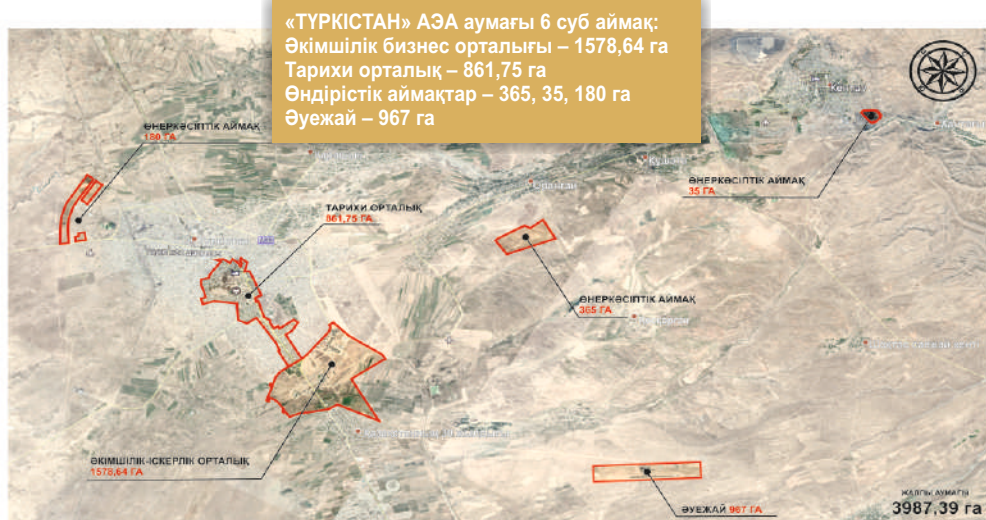 «ТҮРКІСТАН» АЭА аумағы 6 суб аймақ:
Әкімшілік бизнес орталығы – 1578,64 га
Тарихи орталық – 861,75 га
Өндірістік аймақтар – 365, 35, 180 га
Әуежай – 967 га
ӨНЕРКӘСІПТІК АЙМАҚ
180 ГА
ӨНЕРКӘСІПТІК АЙМАҚ
35 ГА
ТАРИХИ ОРТАЛЫҚ
861,75 ГА
ӨНЕРКӘСІПТІК АЙМАҚ
365 ГА
ӘКІМШІЛІК-ІСКЕРЛІК ОРТАЛЫҚ
1578,64 ГА
ӘУЕЖАЙ 967 ГА
ЖАЛПЫ АУМАҒЫ
3987,39 га